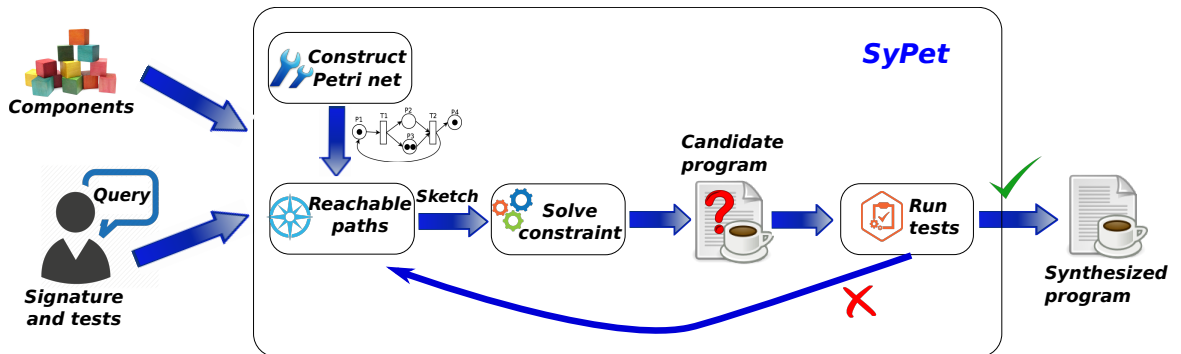 Components
Query
Signature
and tests
SyPet
Construct
Petri net
P1
T1
P2
P3
T2
P4
Reachable
paths
Sketch
Solve
constraint
Candidate
program
?
Run
tests
Synthesized
program